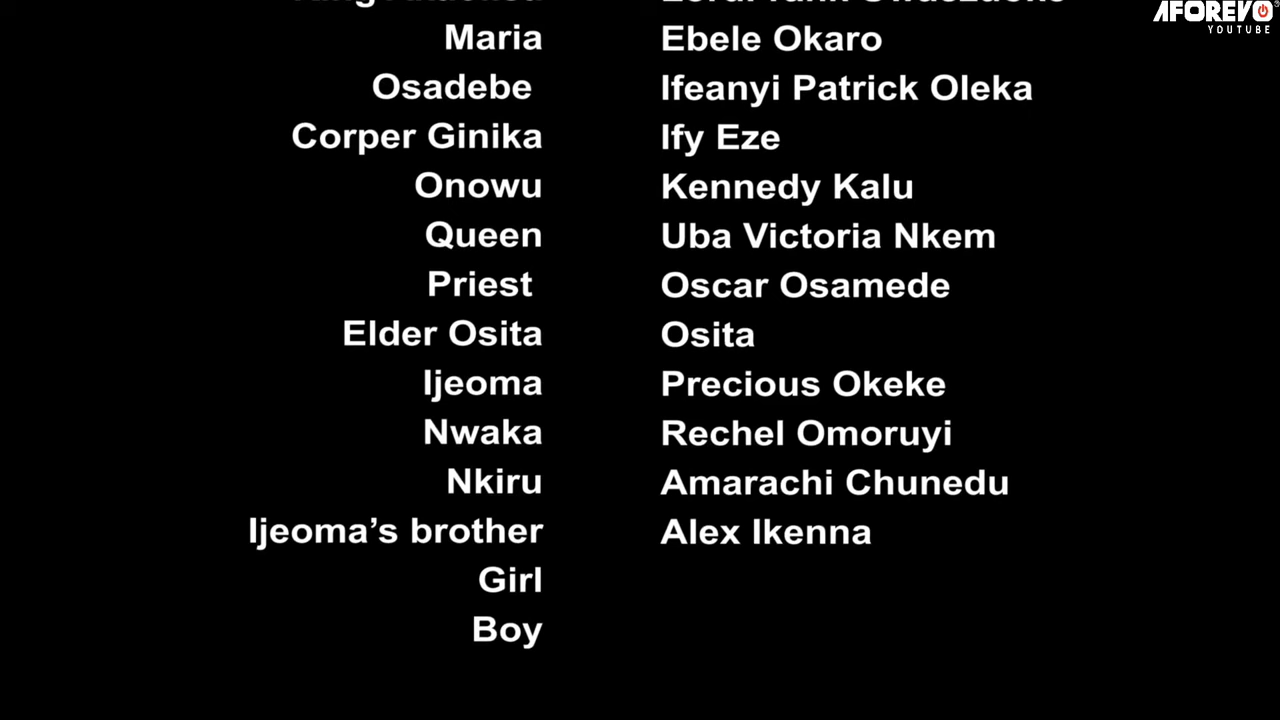 AFOREVO
YOUTUBE
Maria Ebele Okaro
Osadebe Ifeanyi Patrick Oleka
Corper Ginika Ify Eze
Onowu Kennedy Kalu
Queen Uba Victoria Nkem
Priest Oscar Osamede
Elder Osita Osita
Ijeoma Precious Okeke
Nwaka Rechel Omoruyi
Nkiru Amarachi Chunedu
Ijeoma’s brother Alex Ikenna
Girl
Boy